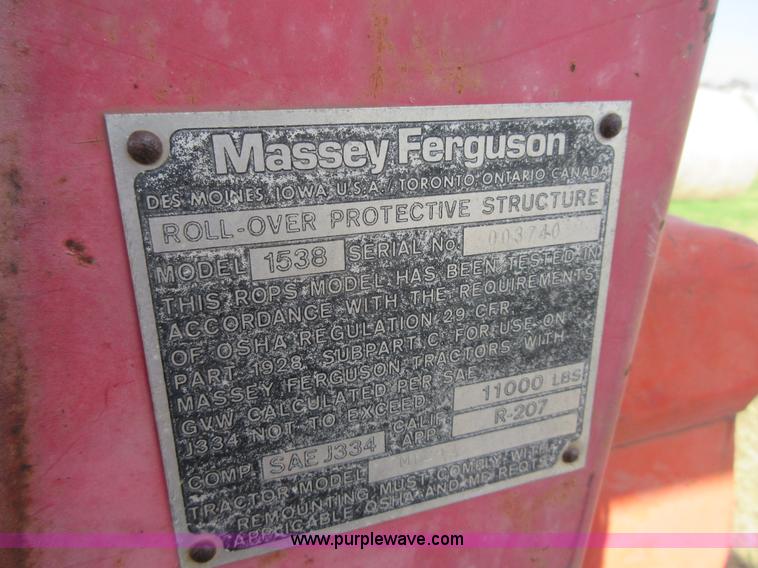 Massey Ferguson
DES MOINES, IOWA, U.S.A./TORONTO, ONTARIO CANADA
ROLL-OVER PROTECTIVE STRUCTURE
MODEL 1538 SERIAL No. 003740
THIS ROPS MODEL HAS BEEN TESTED IN
ACCORDANCE WITH THE REQUIREMENTS
OF OSHA REGULATION 29 CFR
PART 1928, SUBPART C, FOR USE ON
MASSEY FERGUSON TRACTORS WITH
GVW CALCULATED PER SAE
J334 NOT TO EXCEED 11000 LBS
COMP. SAE J334 CALIF. APP. R-207
TRACTOR MODEL
REMOUNTING MUST COMPLY WITH
APPLICABLE OSHA AND MF REQTS.
www.purplewave.com